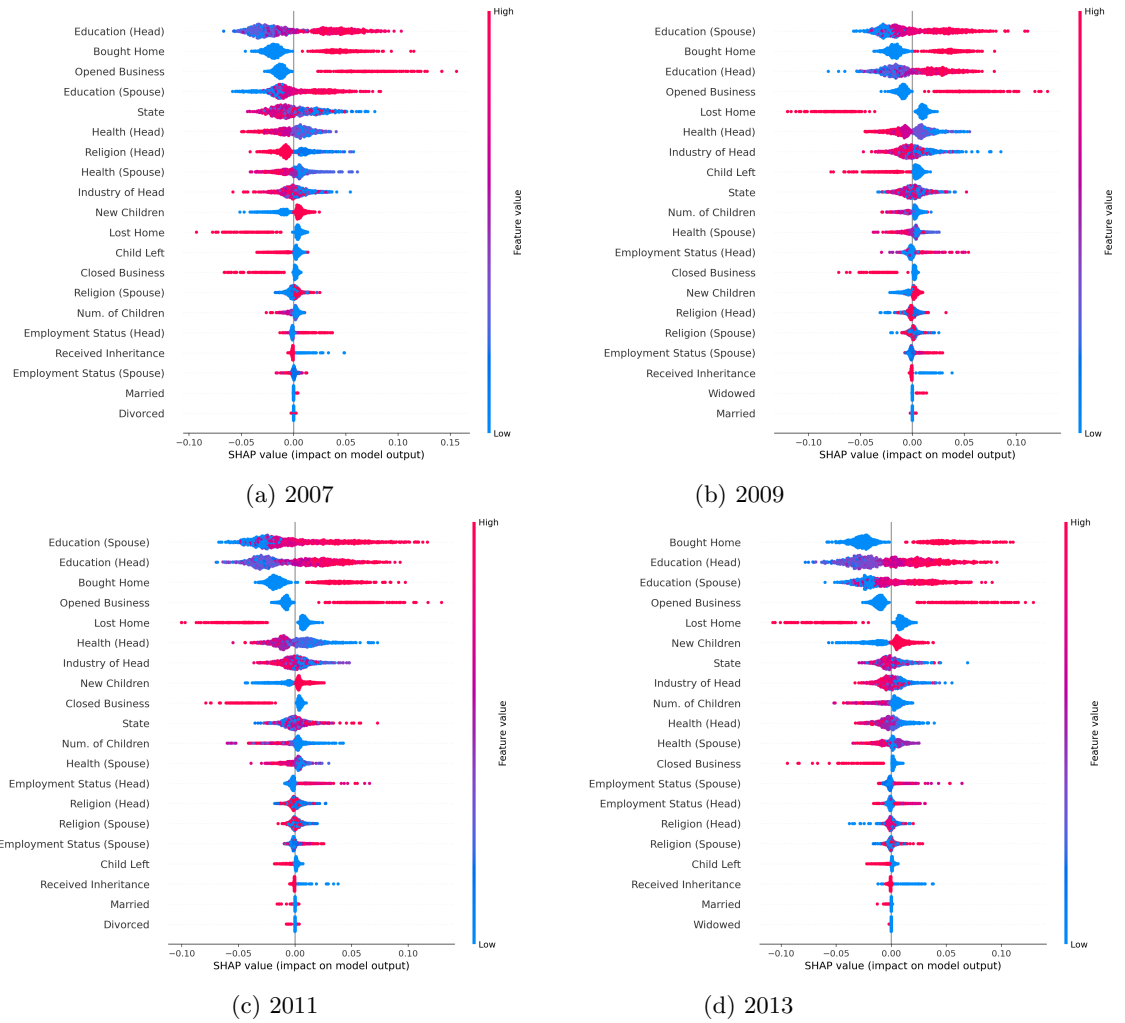 High
Education (Head)
Bought Home
Opened Business
Education (Spouse)
State
Health (Head)
Religion (Head)
Health (Spouse)
Industry of Head
New Children
Lost Home
Child Left
Closed Business
Religion (Spouse)
Num. of Children
Employment Status (Head)
Received Inheritance
Employment Status (Spouse)
Married
Divorced
Feature value
Low
−0.10 −0.05 0.00 0.05 0.10 0.15
SHAP value (impact on model output)
(a) 2007
High
Education (Spouse)
Bought Home
Education (Head)
Opened Business
Lost Home
Health (Head)
Industry of Head
Child Left
State
Num. of Children
Health (Spouse)
Employment Status (Head)
Closed Business
New Children
Religion (Head)
Religion (Spouse)
Employment Status (Spouse)
Received Inheritance
Widowed
Married
Feature value
Low
−0.10 −0.05 0.00 0.05 0.10
SHAP value (impact on model output)
(b) 2009
High
Education (Spouse)
Education (Head)
Bought Home
Opened Business
Lost Home
Health (Head)
Industry of Head
New Children
Closed Business
State
Num. of Children
Health (Spouse)
Employment Status (Head)
Religion (Head)
Religion (Spouse)
Employment Status (Spouse)
Child Left
Received Inheritance
Married
Divorced
Feature value
Low
−0.10 −0.05 0.00 0.05 0.10
SHAP value (impact on model output)
(c) 2011
High
Bought Home
Education (Head)
Education (Spouse)
Opened Business
Lost Home
New Children
State
Industry of Head
Num. of Children
Health (Head)
Health (Spouse)
Closed Business
Employment Status (Spouse)
Employment Status (Head)
Religion (Head)
Religion (Spouse)
Child Left
Received Inheritance
Married
Widowed
Feature value
Low
−0.10 −0.05 0.00 0.05 0.10
SHAP value (impact on model output)
(d) 2013